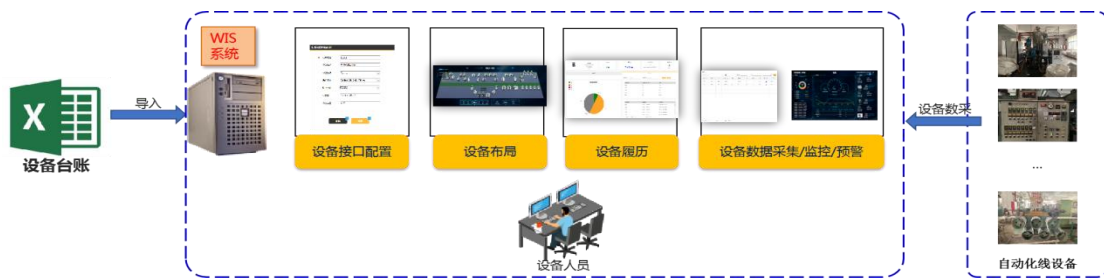 WIS
系统
X
导入
设备台账
设备接口配置
设备布局
设备履历
设备数据采集/监控/预警
设备人员
设备数采
...
自动化线设备